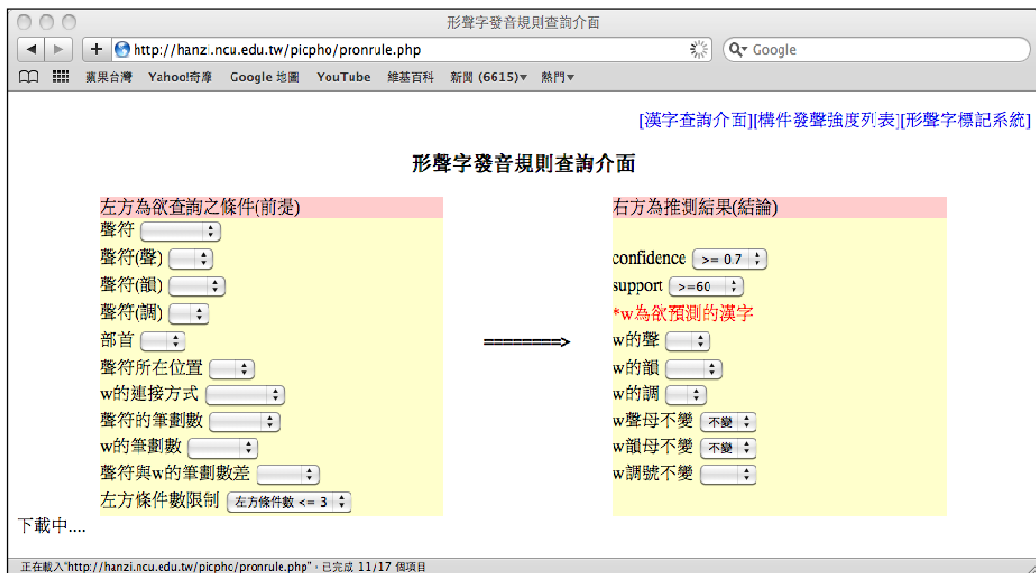 形聲字發音規則查詢介面
http://hanzi.ncu.edu.tw/picpho/pronrule.php
Google
蘋果台灣 Yahoo!奇摩 Google 地圖 YouTube 維基百科 新聞 (6615) 熱門
[漢字查詢介面][構件發聲強度列表][形聲字標記系統]
形聲字發音規則查詢介面
左方為欲查詢之條件(前提)
聲符
聲符(聲)
聲符(韻)
聲符(調)
部首
聲符所在位置
w的連接方式
聲符的筆劃數
w的筆劃數
聲符與w的筆劃數差
左方條件數限制 左方條件數 <= 3
========>
右方為推測結果(結論)
confidence >= 0.7
support >=60
*w為欲預測的漢字
w的聲
w的韻
w的調
w聲母不變 不變
w韻母不變 不變
w調號不變
下載中....
正在載入"http://hanzi.ncu.edu.tw/picpho/pronrule.php",已完成 11/17 個項目